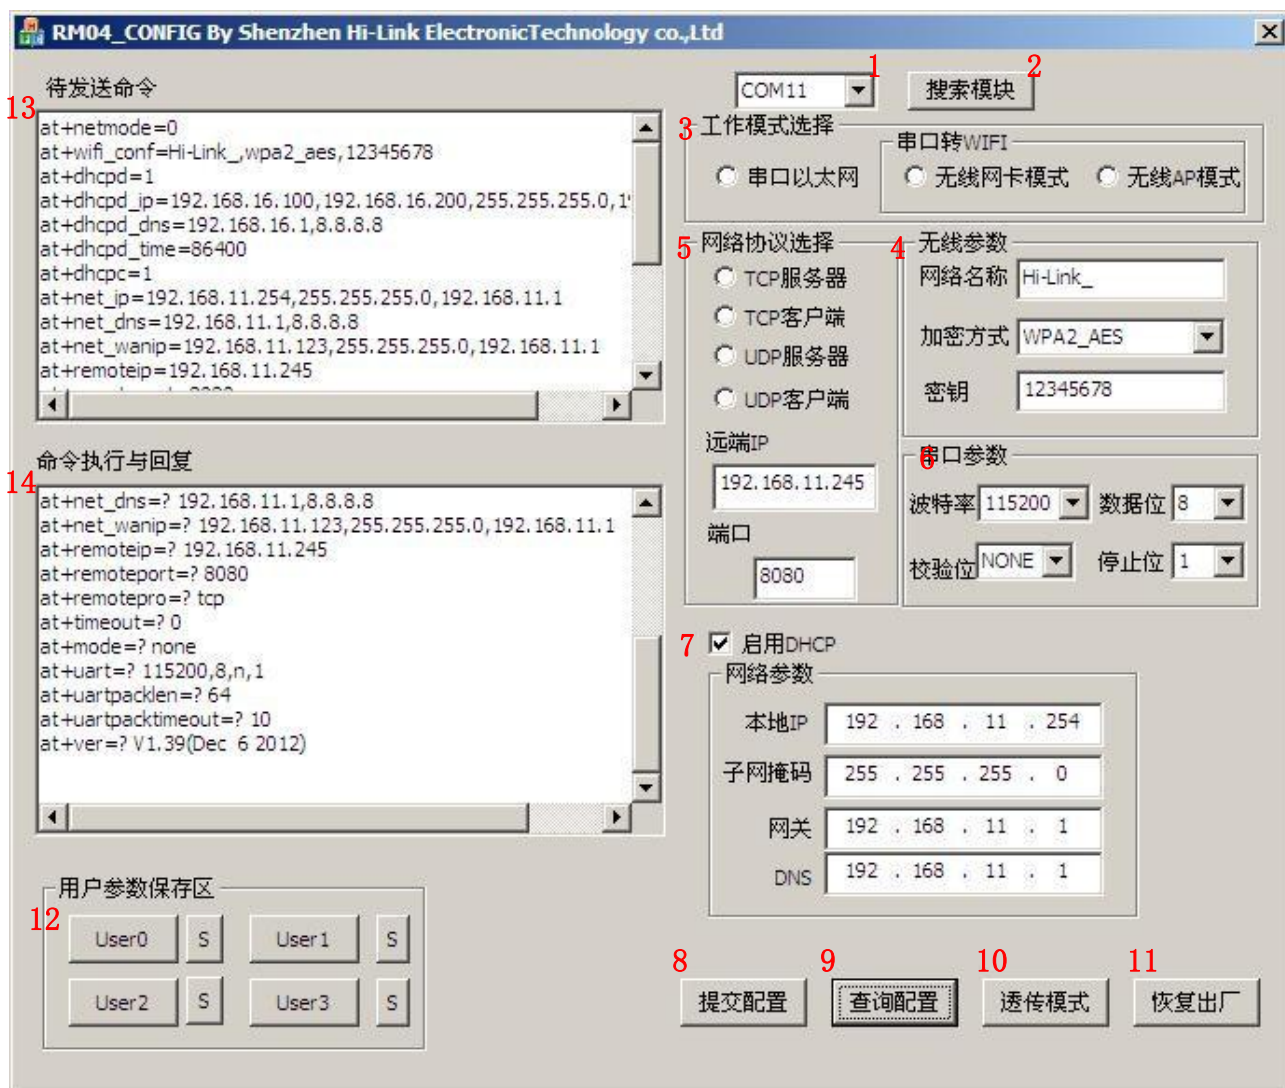 RM04_CONFIG By Shenzhen Hi-Link ElectronicTechnology co.,Ltd
待发送命令
13
at+netmode=0
at+wifi_conf=Hi-Link_,wpa2_aes,12345678
at+dhcpd=1
at+dhcpd_ip=192.168.16.100,192.168.16.200,255.255.255.0,19
at+dhcpd_dns=192.168.16.1,8.8.8.8
at+dhcpd_time=86400
at+dhcpc=1
at+net_ip=192.168.11.254,255.255.255.0,192.168.11.1
at+net_dns=192.168.11.1,8.8.8.8
at+net_wanip=192.168.11.123,255.255.255.0,192.168.11.1
at+remoteip=192.168.11.245
命令执行与回复
14
at+net_dns=? 192.168.11.1,8.8.8.8
at+net_wanip=? 192.168.11.123,255.255.255.0,192.168.11.1
at+remoteip=? 192.168.11.245
at+remoteport=? 8080
at+remotepro=? tcp
at+timeout=? 0
at+mode=? none
at+uart=? 115200,8,n,1
at+uartpacklen=? 64
at+uartpacktimeout=? 10
at+ver=? V1.39(Dec  6 2012)
用户参数保存区
12
User0 S User1 S
User2 S User3 S
COM11 1 搜索模块 2
3 工作模式选择
串口以太网
串口转WIFI
无线网卡模式 无线AP模式
5 网络协议选择
TCP服务器
TCP客户端
UDP服务器
UDP客户端
远端IP
192.168.11.245
端口
8080
4 无线参数
网络名称 Hi-Link_
加密方式 WPA2_AES
密钥 12345678
6 串口参数
波特率 115200 数据位 8
校验位 NONE 停止位 1
7 启用DHCP
网络参数
本地IP 192 . 168 . 11 . 254
子网掩码 255 . 255 . 255 . 0
网关 192 . 168 . 11 . 1
DNS 192 . 168 . 11 . 1
8 9 10 11
提交配置 查询配置 透传模式 恢复出厂